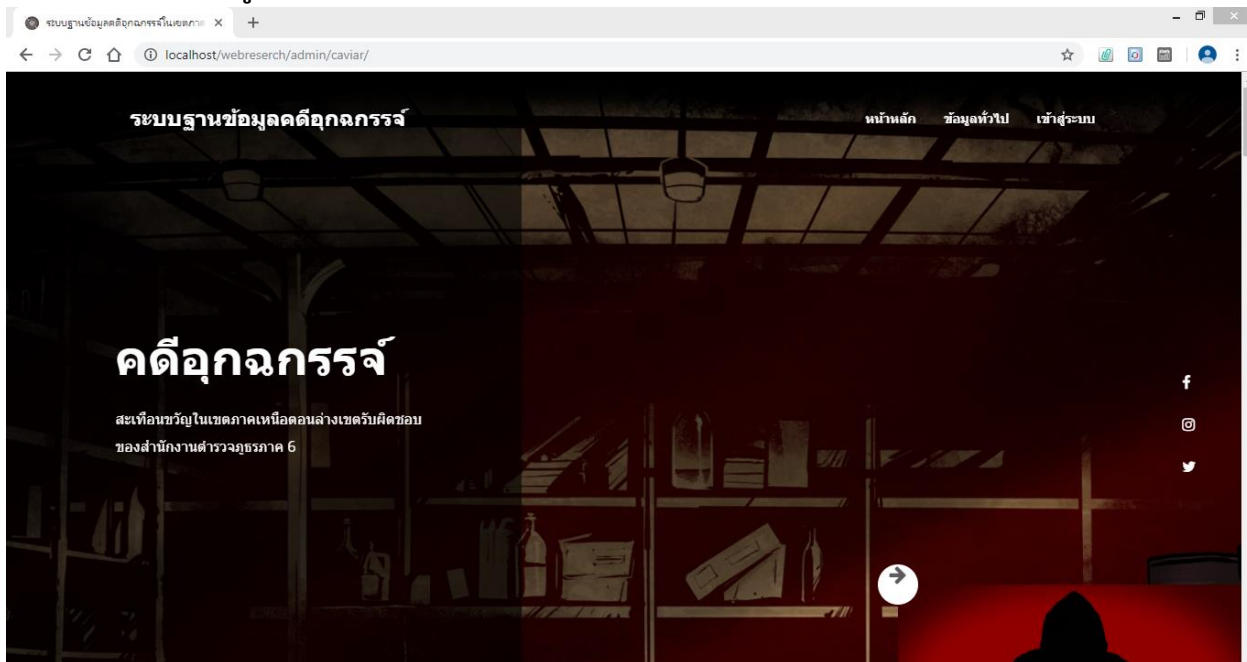 ระบบฐานข้อมูลคดีอุกฉกรรจ์ในเขตภาค
localhost/webreserch/admin/caviar/
ระบบฐานข้อมูลคดีอุกฉกรรจ์
หน้าหลัก ข้อมูลทั่วไป เข้าสู่ระบบ
คดีอุกฉกรรจ์
สะเทือนขวัญในเขตภาคเหนือตอนล่างเขตรับผิดชอบ
ของสำนักงานตำรวจภูธรภาค 6